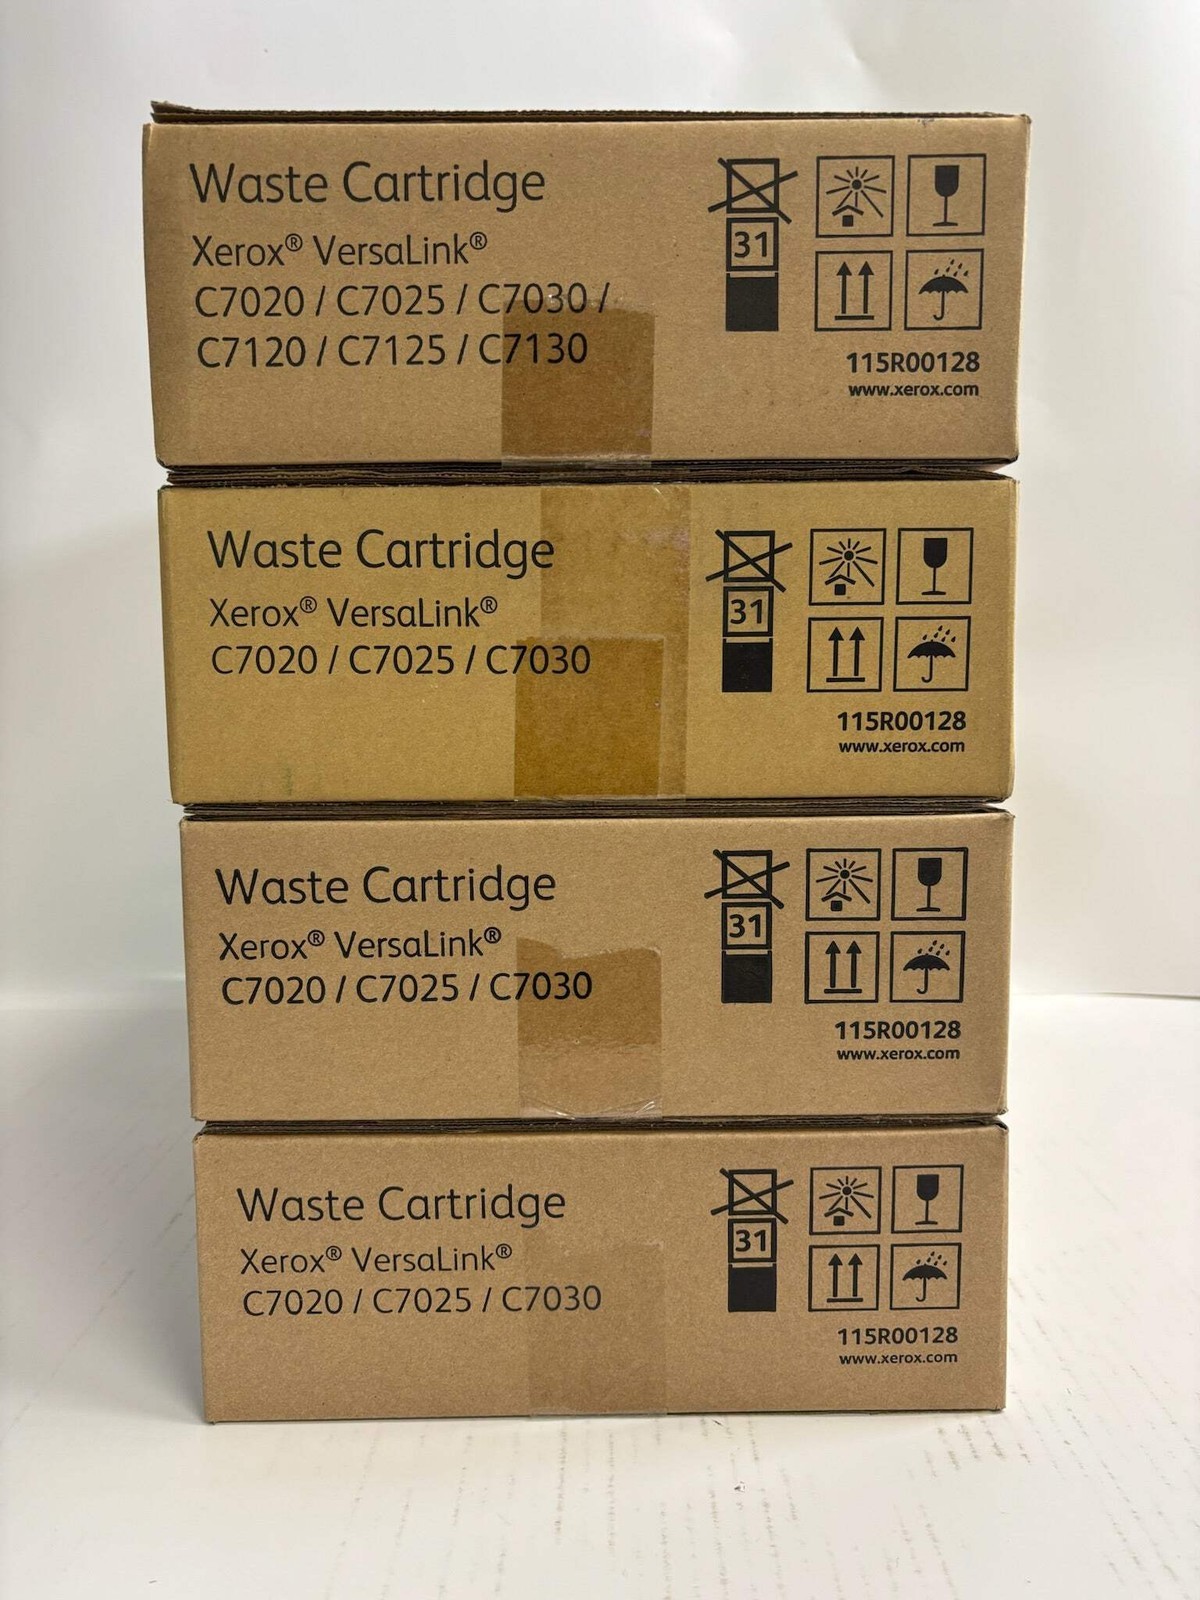 Waste Cartridge
Xerox® VersaLink®
C7020 / C7025 / C7030 /
C7120 / C7125 / C7130
31
115R00128
www.xerox.com
Waste Cartridge
Xerox® VersaLink®
C7020 / C7025 / C7030
31
115R00128
www.xerox.com
Waste Cartridge
Xerox® VersaLink®
C7020 / C7025 / C7030
31
115R00128
www.xerox.com
Waste Cartridge
Xerox® VersaLink®
C7020 / C7025 / C7030
31
115R00128
www.xerox.com